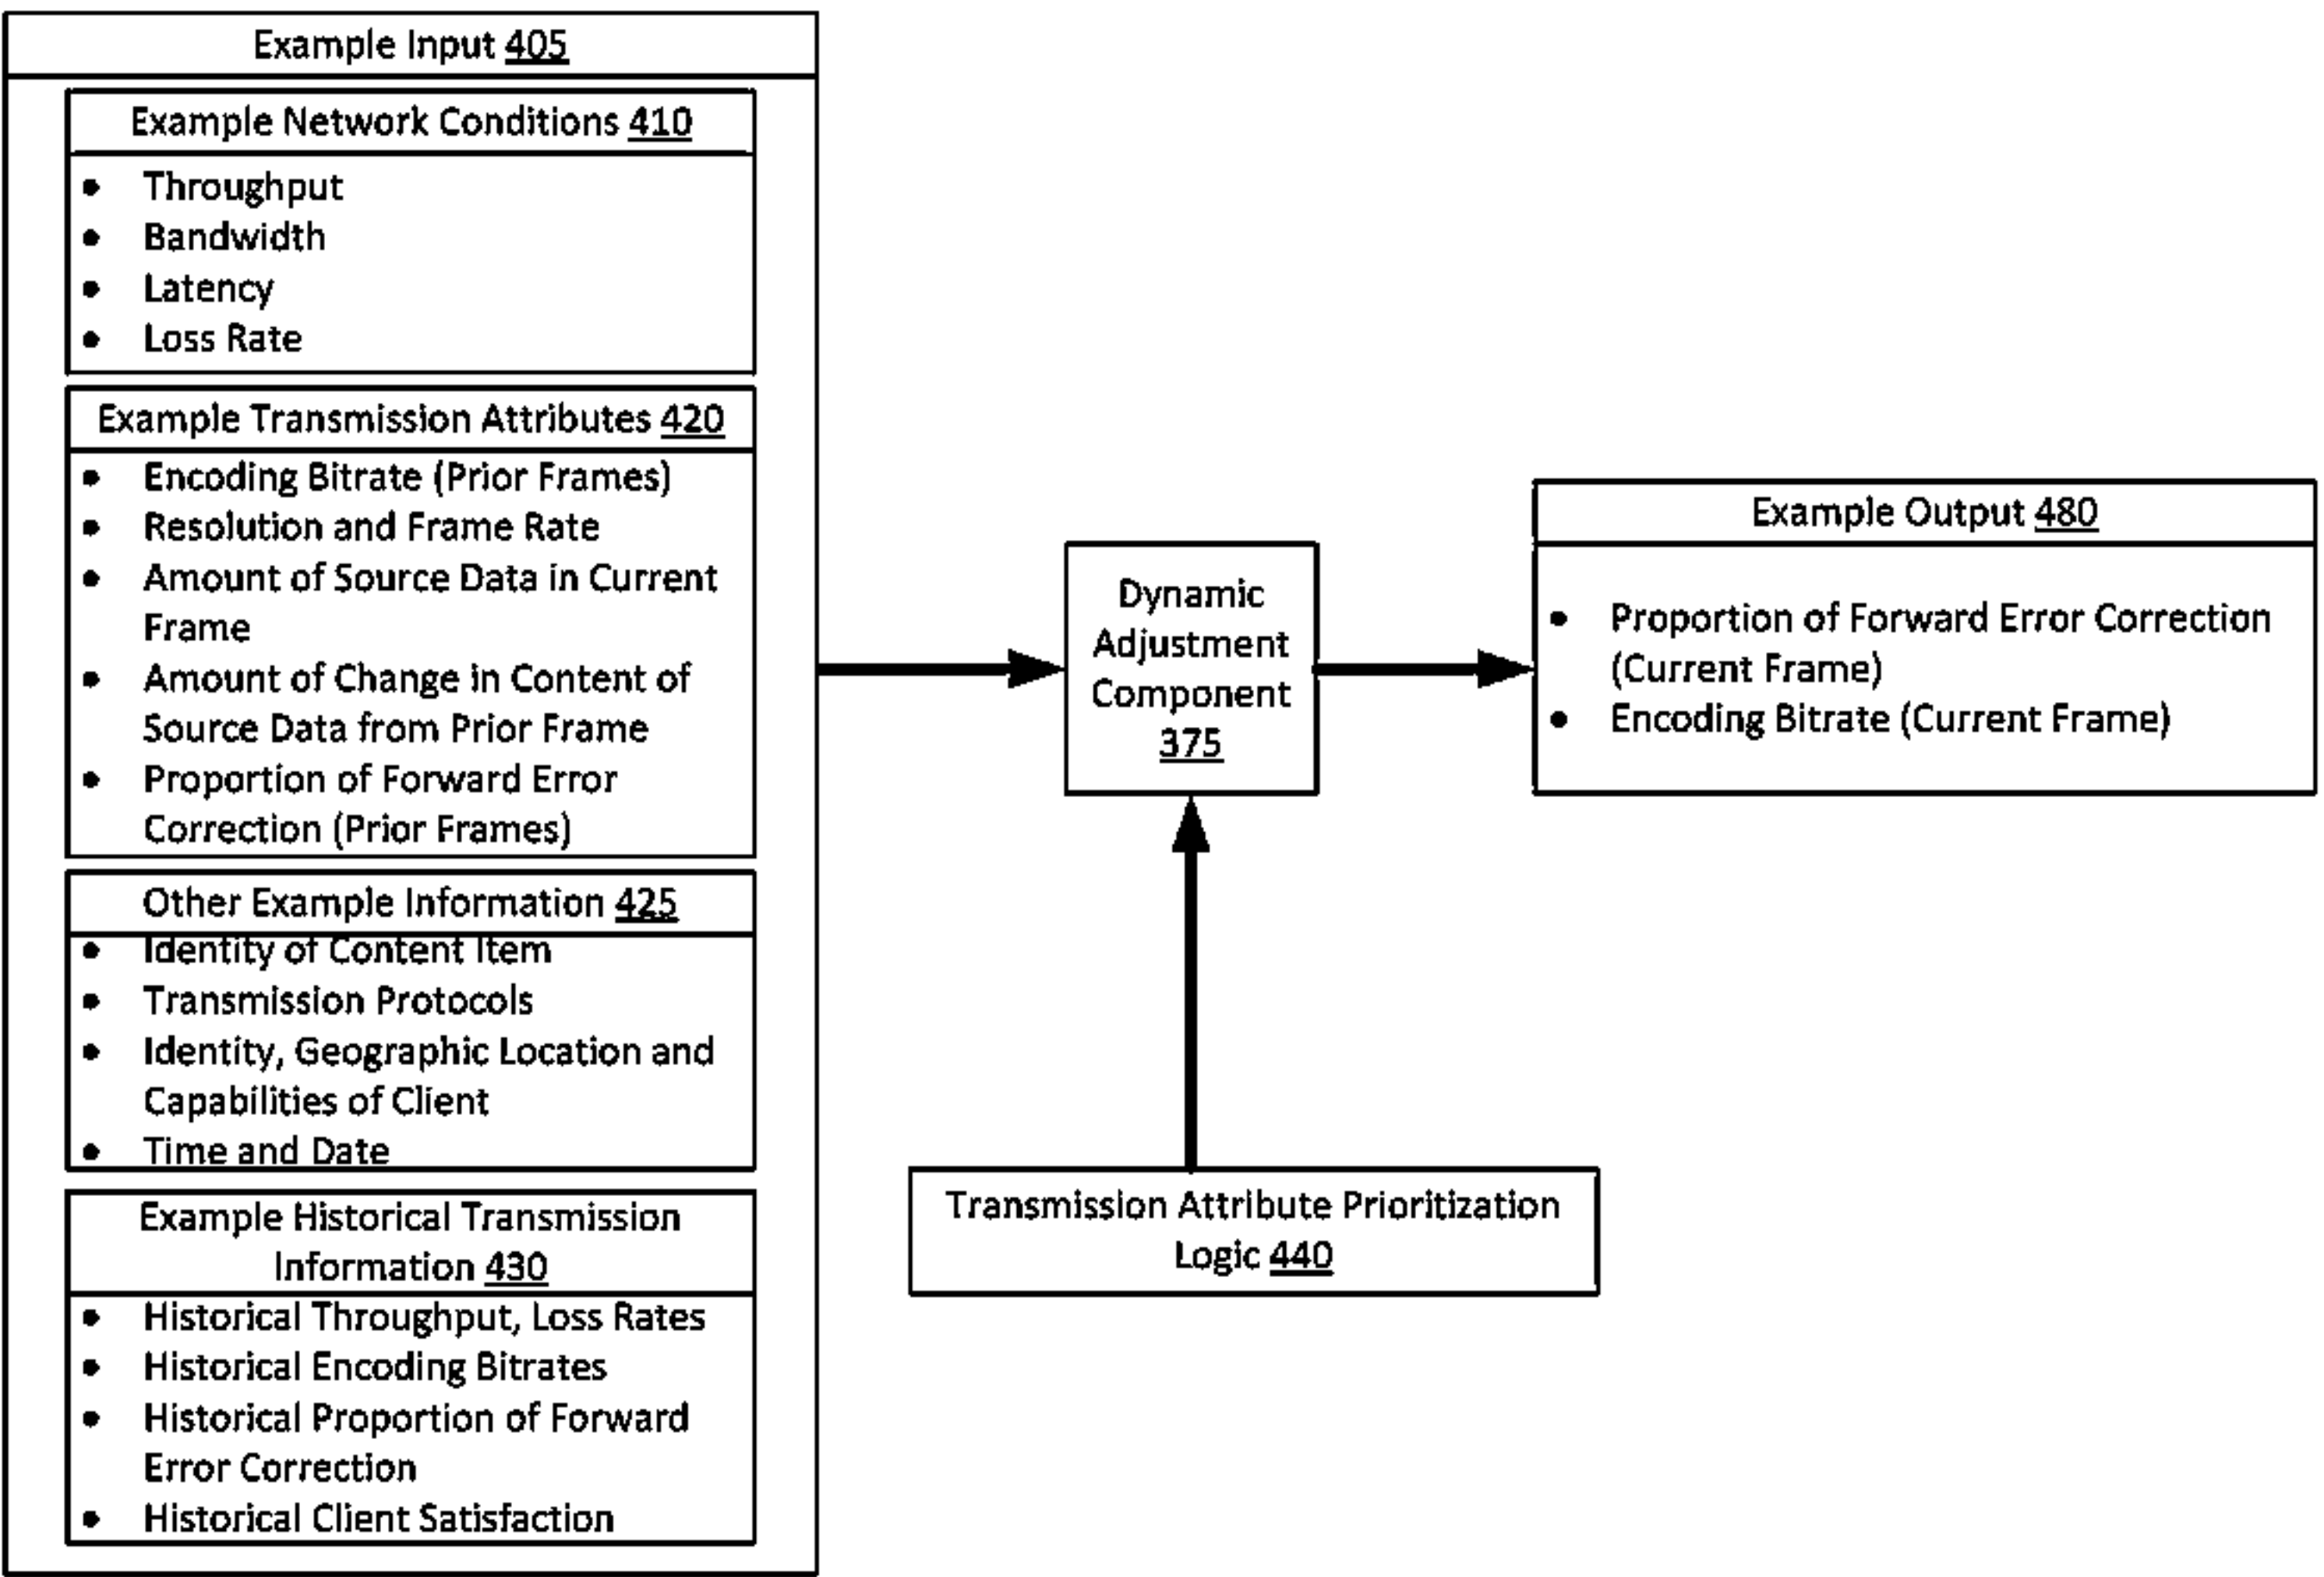 Example Input 405
Example Network Conditions 410
• Throughput
• Bandwidth
• Latency
• Loss Rate
Example Transmission Attributes 420
• Encoding Bitrate (Prior Frames)
• Resolution and Frame Rate
• Amount of Source Data in Current
Frame
• Amount of Change in Content of
Source Data from Prior Frame
• Proportion of Forward Error
Correction (Prior Frames)
Other Example Information 425
• Identity of Content Item
• Transmission Protocols
• Identity, Geographic Location and
Capabilities of Client
• Time and Date
Example Historical Transmission
Information 430
• Historical Throughput, Loss Rates
• Historical Encoding Bitrates
• Historical Proportion of Forward
Error Correction
• Historical Client Satisfaction
Dynamic
Adjustment
Component
375
Transmission Attribute Prioritization
Logic 440
Example Output 480
• Proportion of Forward Error Correction
(Current Frame)
• Encoding Bitrate (Current Frame)